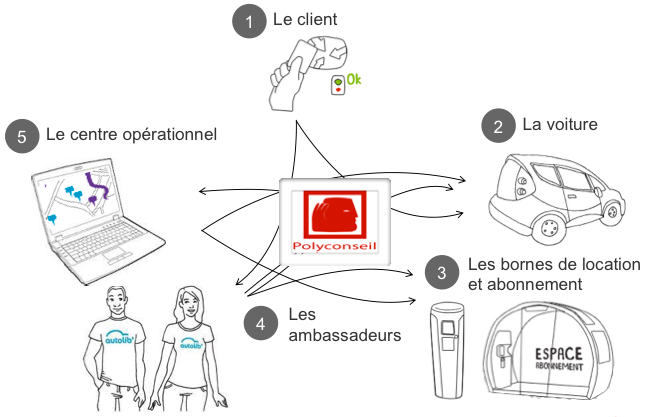 1 Le client
Ok
5 Le centre opérationnel
2 La voiture
Polyconseil
3 Les bornes de location
et abonnement
4 Les
ambassadeurs
autolib'
autolib'
ESPACE
ABONNEMENT